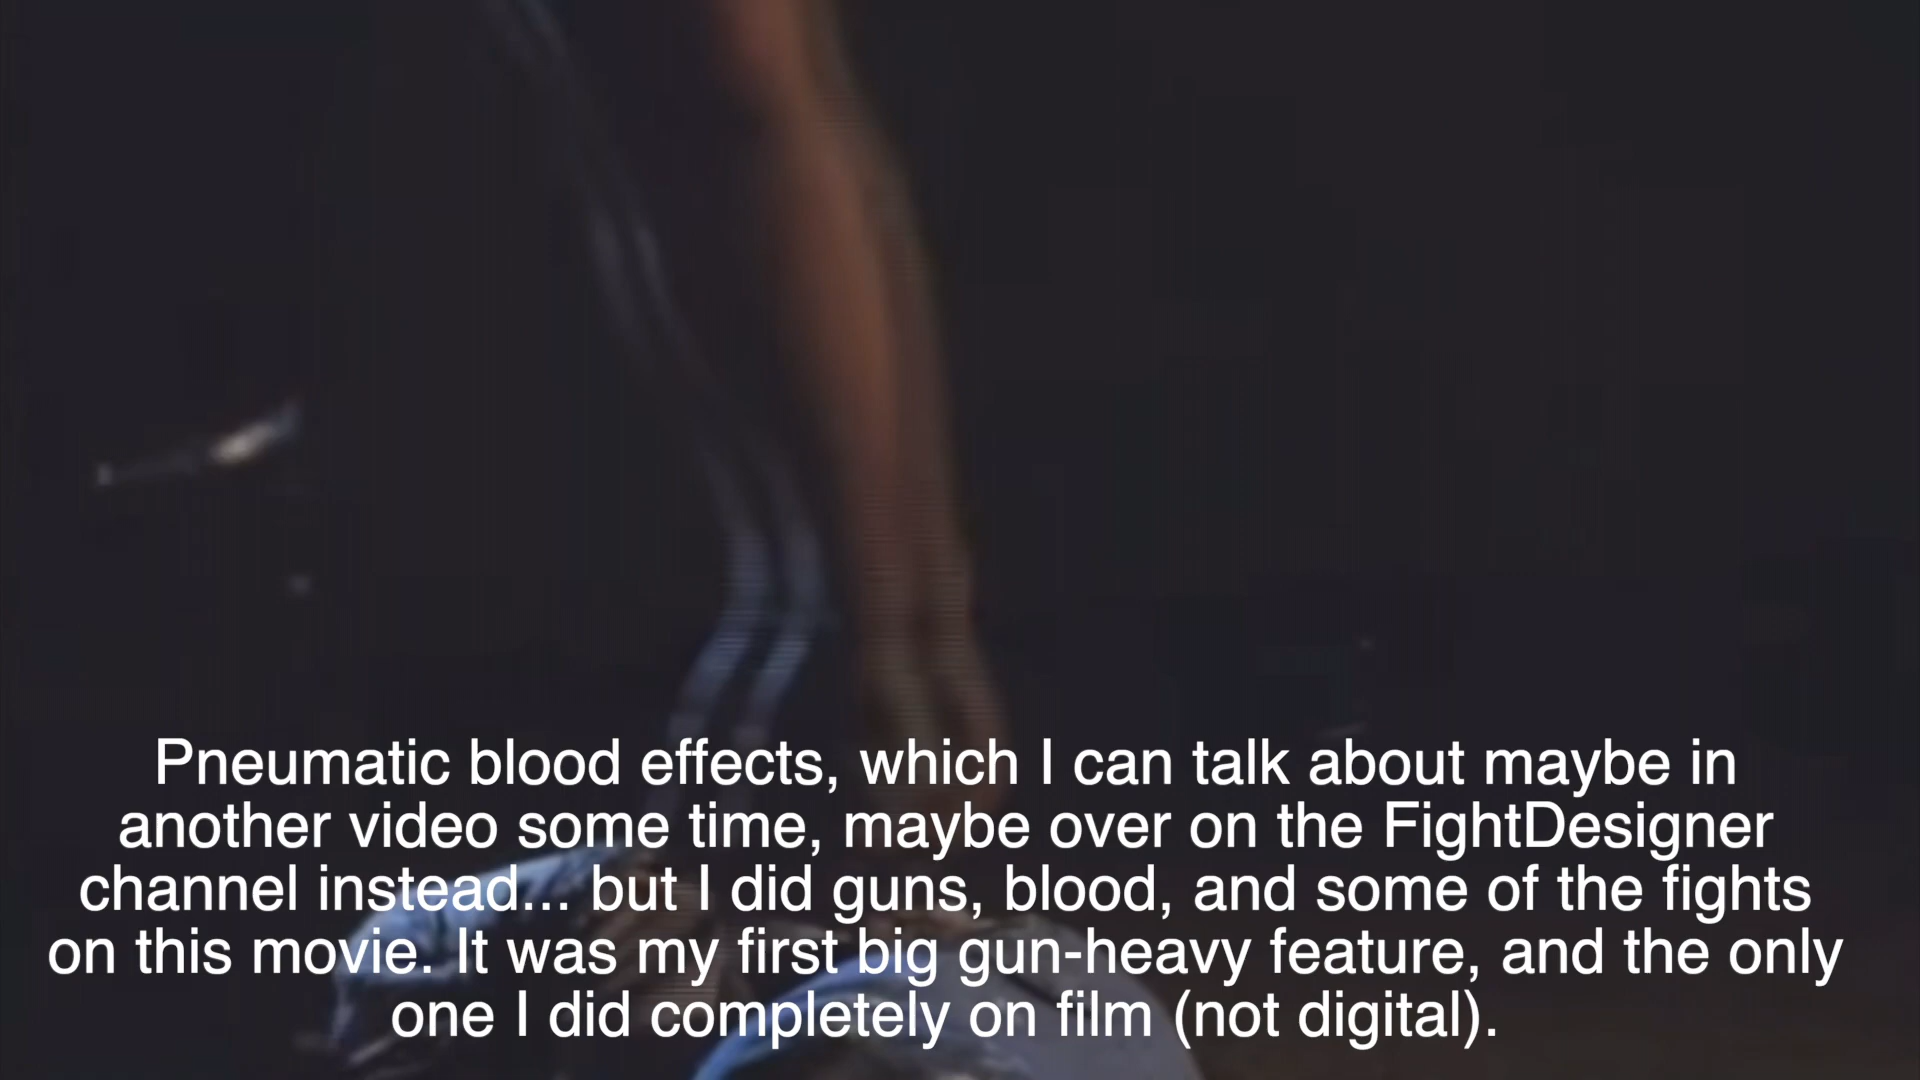 Pneumatic blood effects, which I can talk about maybe in
another video some time, maybe over on the FightDesigner
channel instead... but I did guns, blood, and some of the fights
on this movie. It was my first big gun-heavy feature, and the only
one I did completely on film (not digital).